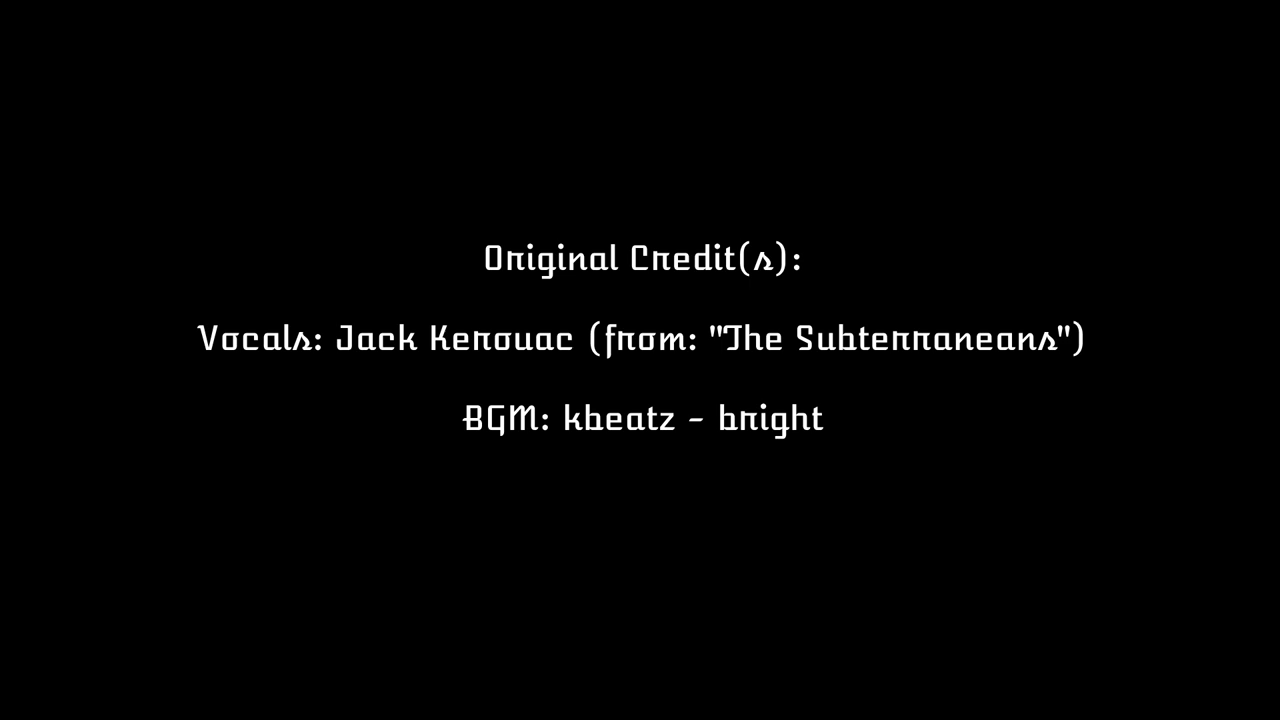 Original Credit(s):
Vocals: Jack Kerouac (from: "The Subterraneans")
BGM: kbeatz - bright